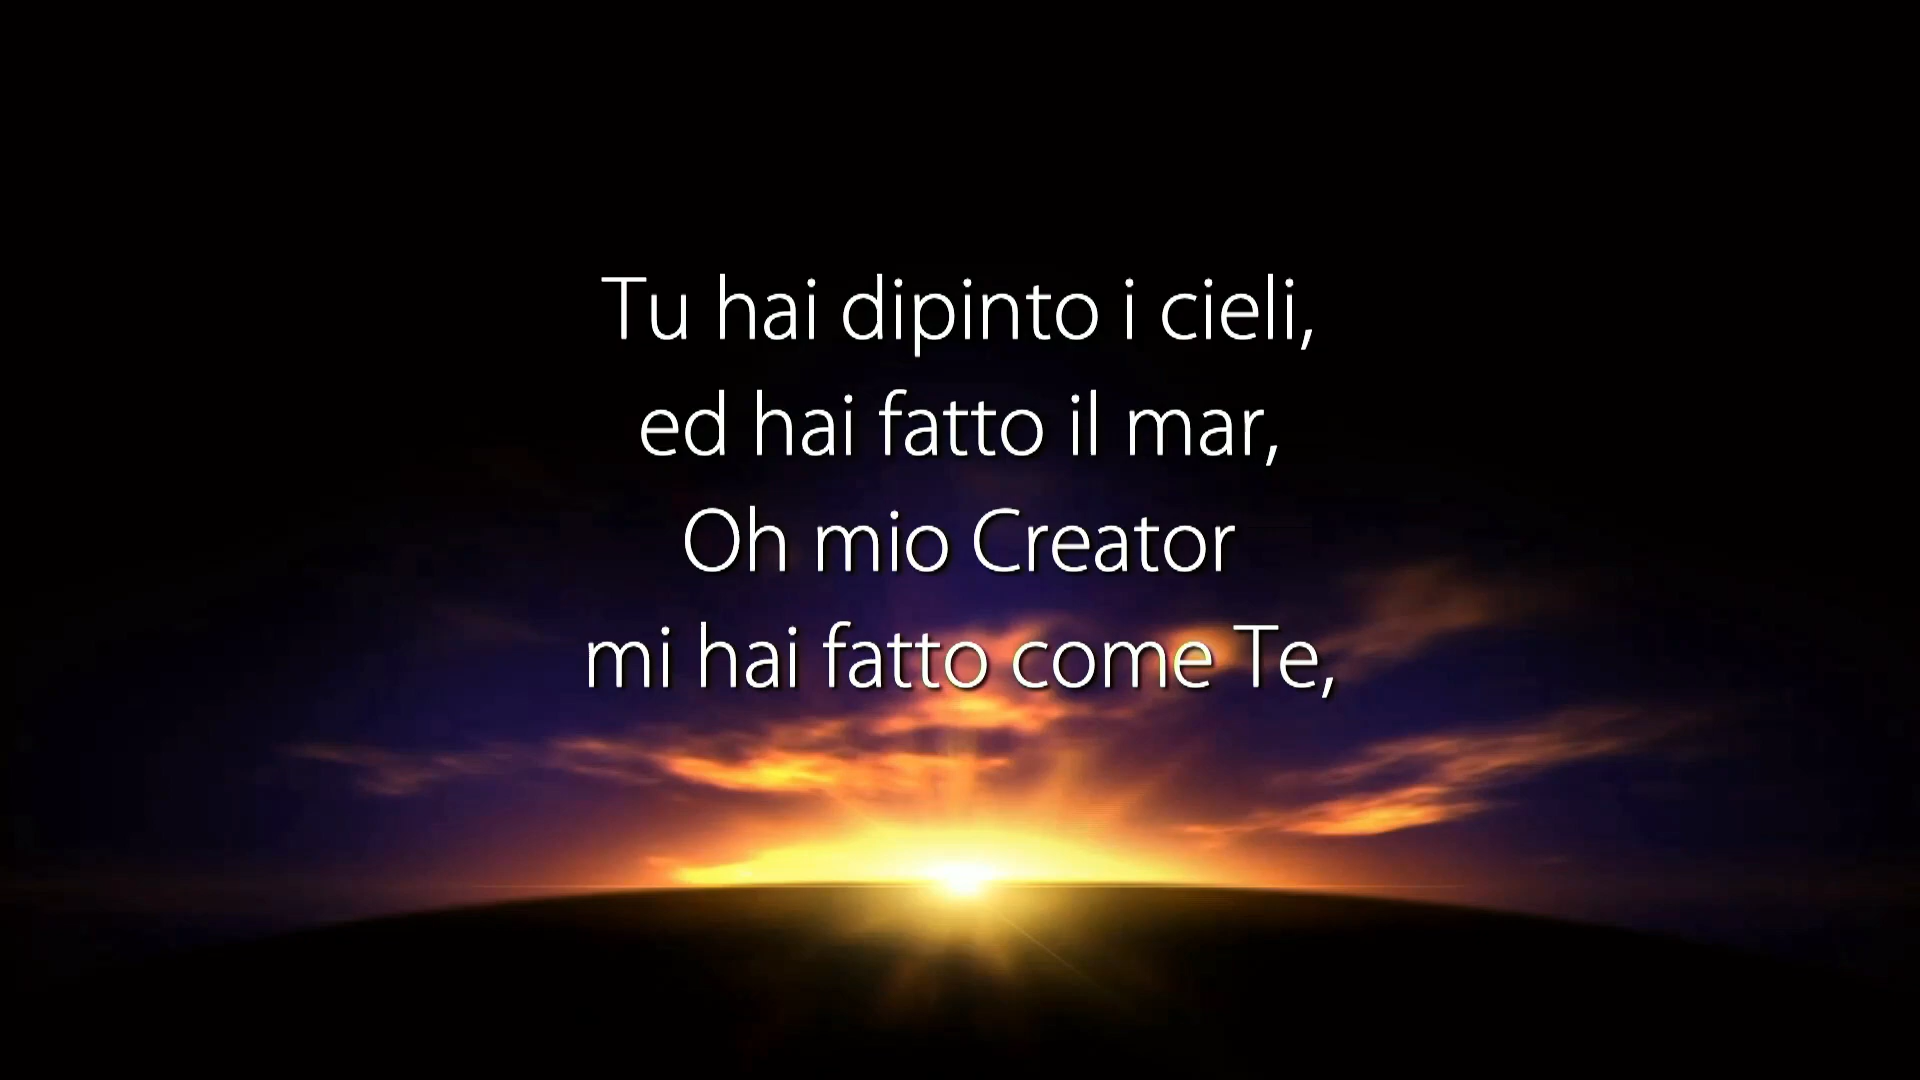 Tu hai dipinto i cieli,
ed hai fatto il mar,
Oh mio Creator
mi hai fatto come Te,